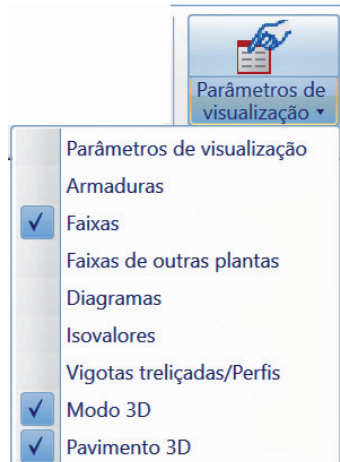 Parâmetros de
visualização
Parâmetros de visualização
Armaduras
Faixas
Faixas de outras plantas
Diagramas
Isovalores
Vigotas treliçadas/Perfis
Modo 3D
Pavimento 3D